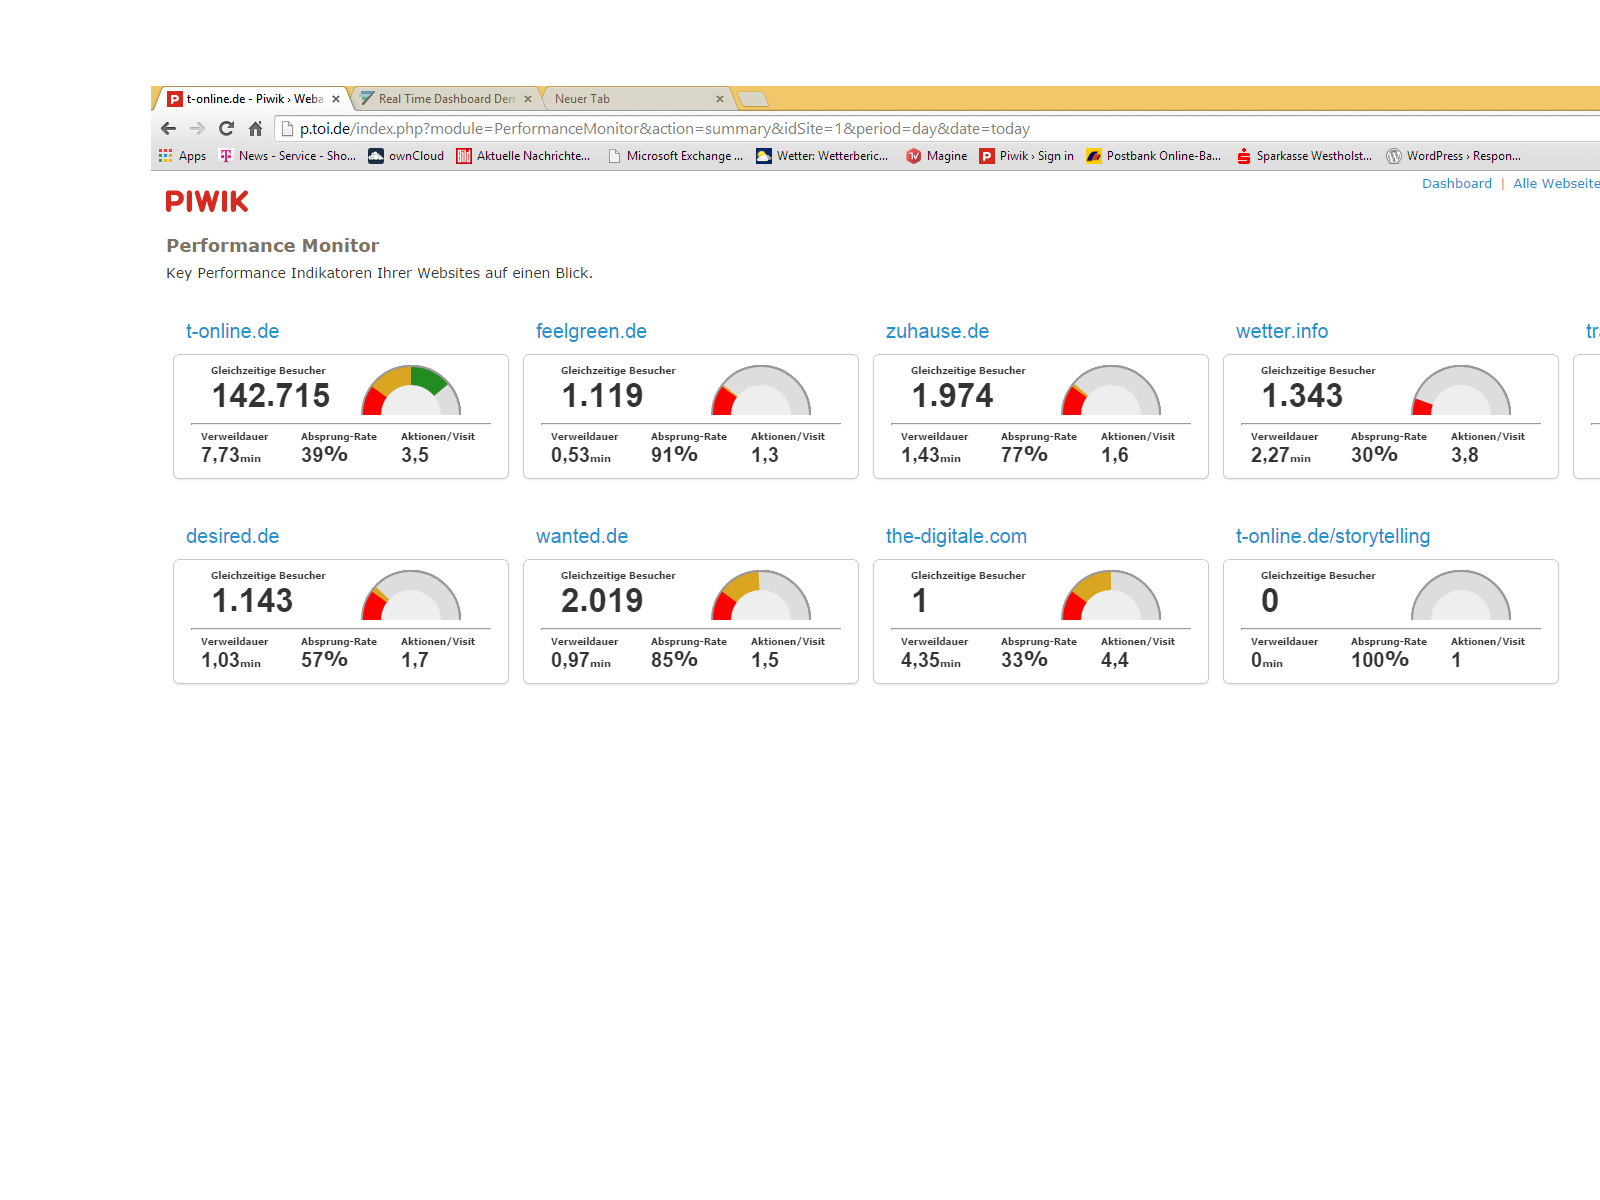 t-online.de - Piwik › Weba
Real Time Dashboard Dem
Neuer Tab
p.toi.de/index.php?module=PerformanceMonitor&action=summary&idSite=1&period=day&date=today
Apps News - Service - Sho... ownCloud Aktuelle Nachrichte... Microsoft Exchange ... Wetter: Wetterberic... Magine Piwik › Sign in Postbank Online-Ba... Sparkasse Westholst... WordPress › Respon...
Dashboard | Alle Webseite
PIWIK
Performance Monitor
Key Performance Indikatoren Ihrer Websites auf einen Blick.
t-online.de
Gleichzeitige Besucher
142.715
Verweildauer Absprung-Rate Aktionen/Visit
7,73min 39% 3,5
feelgreen.de
Gleichzeitige Besucher
1.119
Verweildauer Absprung-Rate Aktionen/Visit
0,53min 91% 1,3
zuhause.de
Gleichzeitige Besucher
1.974
Verweildauer Absprung-Rate Aktionen/Visit
1,43min 77% 1,6
wetter.info
Gleichzeitige Besucher
1.343
Verweildauer Absprung-Rate Aktionen/Visit
2,27min 30% 3,8
desired.de
Gleichzeitige Besucher
1.143
Verweildauer Absprung-Rate Aktionen/Visit
1,03min 57% 1,7
wanted.de
Gleichzeitige Besucher
2.019
Verweildauer Absprung-Rate Aktionen/Visit
0,97min 85% 1,5
the-digitale.com
Gleichzeitige Besucher
1
Verweildauer Absprung-Rate Aktionen/Visit
4,35min 33% 4,4
t-online.de/storytelling
Gleichzeitige Besucher
0
Verweildauer Absprung-Rate Aktionen/Visit
0min 100% 1